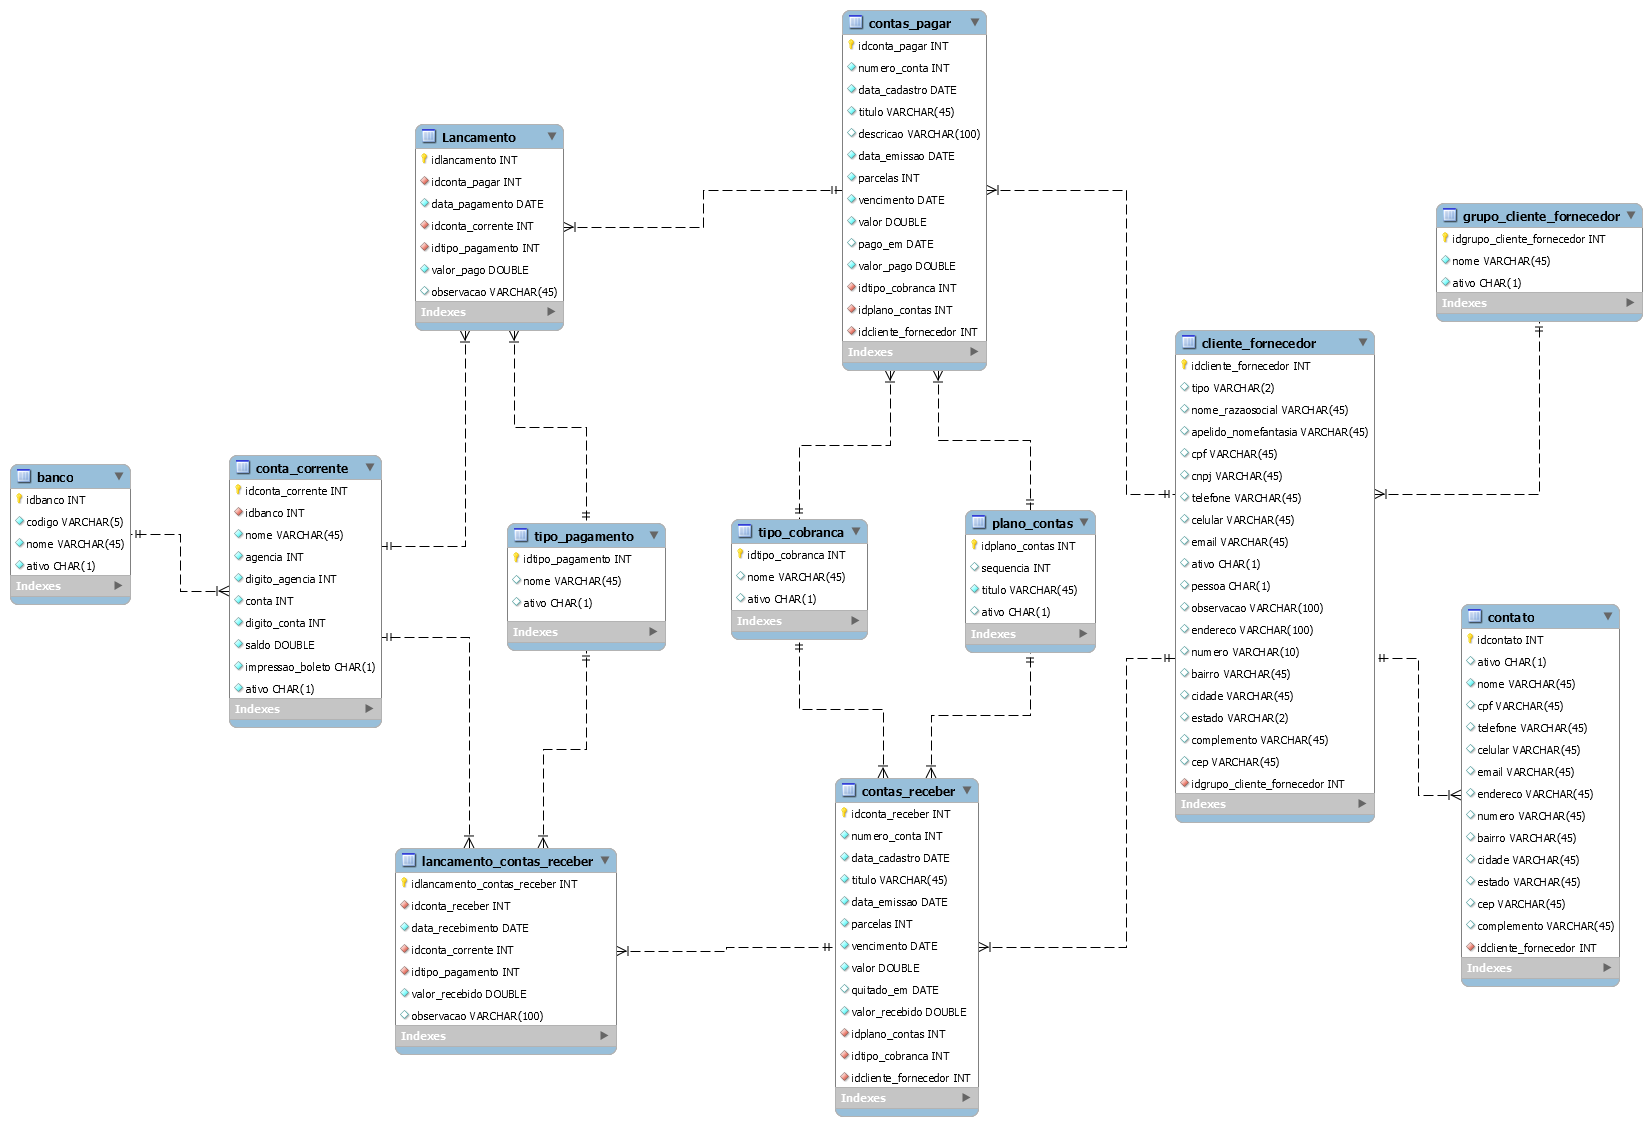 contas_pagar
idconta_pagar INT
numero_conta INT
data_cadastro DATE
titulo VARCHAR(45)
descricao VARCHAR(100)
data_emissao DATE
parcelas INT
vencimento DATE
valor DOUBLE
pago_em DATE
valor_pago DOUBLE
idtipo_cobranca INT
idplano_contas INT
idcliente_fornecedor INT
Indexes
Lancamento
idlancamento INT
idconta_pagar INT
data_pagamento DATE
idconta_corrente INT
idtipo_pagamento INT
valor_pago DOUBLE
observacao VARCHAR(45)
Indexes
grupo_cliente_fornecedor
idgrupo_cliente_fornecedor INT
nome VARCHAR(45)
ativo CHAR(1)
Indexes
cliente_fornecedor
idcliente_fornecedor INT
tipo VARCHAR(2)
nome_razaosocial VARCHAR(45)
apelido_nomefantasia VARCHAR(45)
cpf VARCHAR(45)
cnpj VARCHAR(45)
telefone VARCHAR(45)
celular VARCHAR(45)
email VARCHAR(45)
ativo CHAR(1)
pessoa CHAR(1)
observacao VARCHAR(100)
endereco VARCHAR(100)
numero VARCHAR(10)
bairro VARCHAR(45)
cidade VARCHAR(45)
estado VARCHAR(2)
complemento VARCHAR(45)
cep VARCHAR(45)
idgrupo_cliente_fornecedor INT
Indexes
banco
idbanco INT
codigo VARCHAR(5)
nome VARCHAR(45)
ativo CHAR(1)
Indexes
conta_corrente
idconta_corrente INT
idbanco INT
nome VARCHAR(45)
agencia INT
digito_agencia INT
conta INT
digito_conta INT
saldo DOUBLE
impressao_boleto CHAR(1)
ativo CHAR(1)
Indexes
tipo_pagamento
idtipo_pagamento INT
nome VARCHAR(45)
ativo CHAR(1)
Indexes
tipo_cobranca
idtipo_cobranca INT
nome VARCHAR(45)
ativo CHAR(1)
Indexes
plano_contas
idplano_contas INT
sequencia INT
titulo VARCHAR(45)
ativo CHAR(1)
Indexes
contato
idcontato INT
ativo CHAR(1)
nome VARCHAR(45)
cpf VARCHAR(45)
telefone VARCHAR(45)
celular VARCHAR(45)
email VARCHAR(45)
endereco VARCHAR(45)
numero VARCHAR(45)
bairro VARCHAR(45)
cidade VARCHAR(45)
estado VARCHAR(45)
cep VARCHAR(45)
complemento VARCHAR(45)
idcliente_fornecedor INT
Indexes
lancamento_contas_receber
idlancamento_contas_receber INT
idconta_receber INT
data_recebimento DATE
idconta_corrente INT
idtipo_pagamento INT
valor_recebido DOUBLE
observacao VARCHAR(100)
Indexes
contas_receber
idconta_receber INT
numero_conta INT
data_cadastro DATE
titulo VARCHAR(45)
data_emissao DATE
parcelas INT
vencimento DATE
valor DOUBLE
quitado_em DATE
valor_recebido DOUBLE
idplano_contas INT
idtipo_cobranca INT
idcliente_fornecedor INT
Indexes